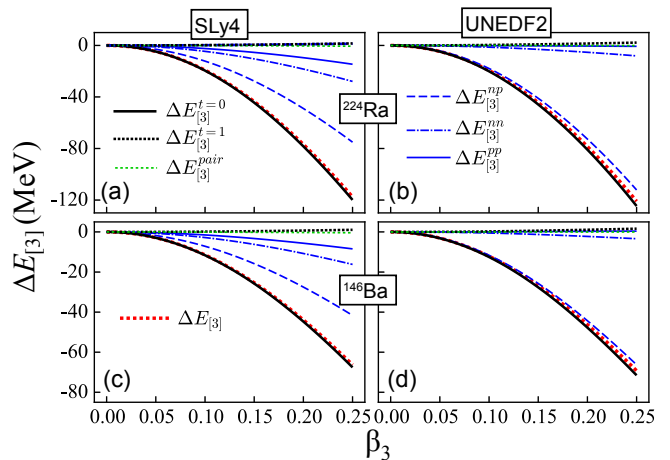 SLy4
UNEDF2
0
-40
-80
-120
ΔE[3] (MeV)
ΔE[3]^{t=0}
ΔE[3]^{t=1}
ΔE[3]^{pair}
(a)
²²⁴Ra
ΔE[3]^{np}
ΔE[3]^{nn}
ΔE[3]^{pp}
(b)
0
-20
-40
-60
-80
¹⁴⁶Ba
ΔE[3]
(c)
(d)
0.00 0.05 0.10 0.15 0.20 0.25
0.00 0.05 0.10 0.15 0.20 0.25
β₃